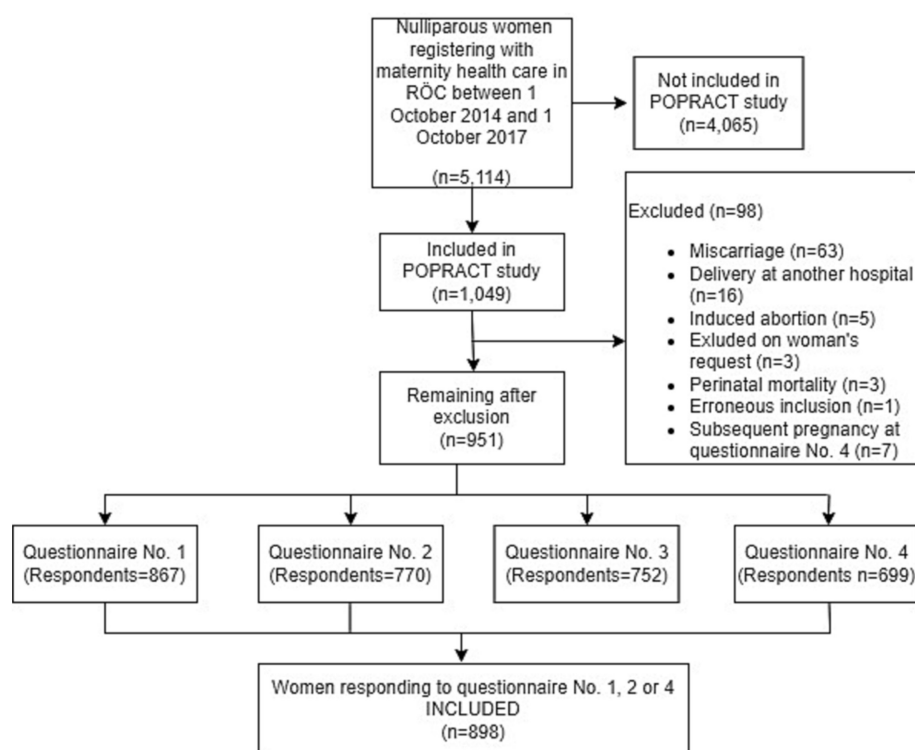 Nulliparous women
registering with
maternity health care in
RÖC between 1
October 2014 and 1
October 2017
(n=5,114)
Not included in
POPRACT study
(n=4,065)
Included in
POPRACT study
(n=1,049)
Excluded (n=98)
• Miscarriage (n=63)
• Delivery at another hospital
(n=16)
• Induced abortion (n=5)
• Exluded on woman's
request (n=3)
• Perinatal mortality (n=3)
• Erroneous inclusion (n=1)
• Subsequent pregnancy at
questionnaire No. 4 (n=7)
Remaining after
exclusion
(n=951)
Questionnaire No. 1
(Respondents=867)
Questionnaire No. 2
(Respondents=770)
Questionnaire No. 3
(Respondents=752)
Questionnaire No. 4
(Respondents n=699)
Women responding to questionnaire No. 1, 2 or 4
INCLUDED
(n=898)